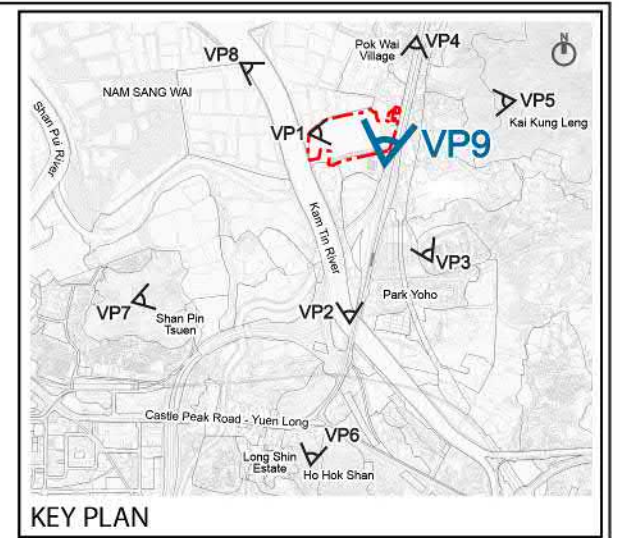 N
Pok Wai
Village
VP4
VP8
NAM SANG WAI
VP5
Kai Kung Leng
Shan Pui River
VP1
VP9
Kam Tin River
VP3
Park Yoho
VP7
Shan Pin
Tsuen
VP2
Castle Peak Road - Yuen Long
VP6
Long Shin
Estate
Ho Hok Shan
KEY PLAN